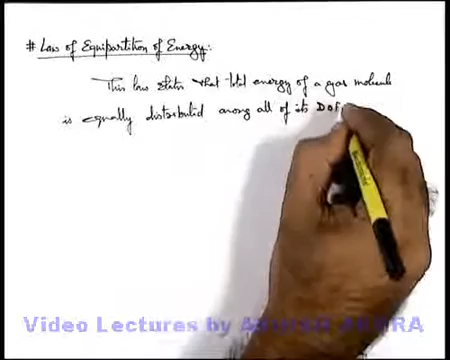 # Law of Equipartition of Energy:
This law states that total energy of a gas molecule
is equally distributed among all of its DOF
Video Lectures by ARORA